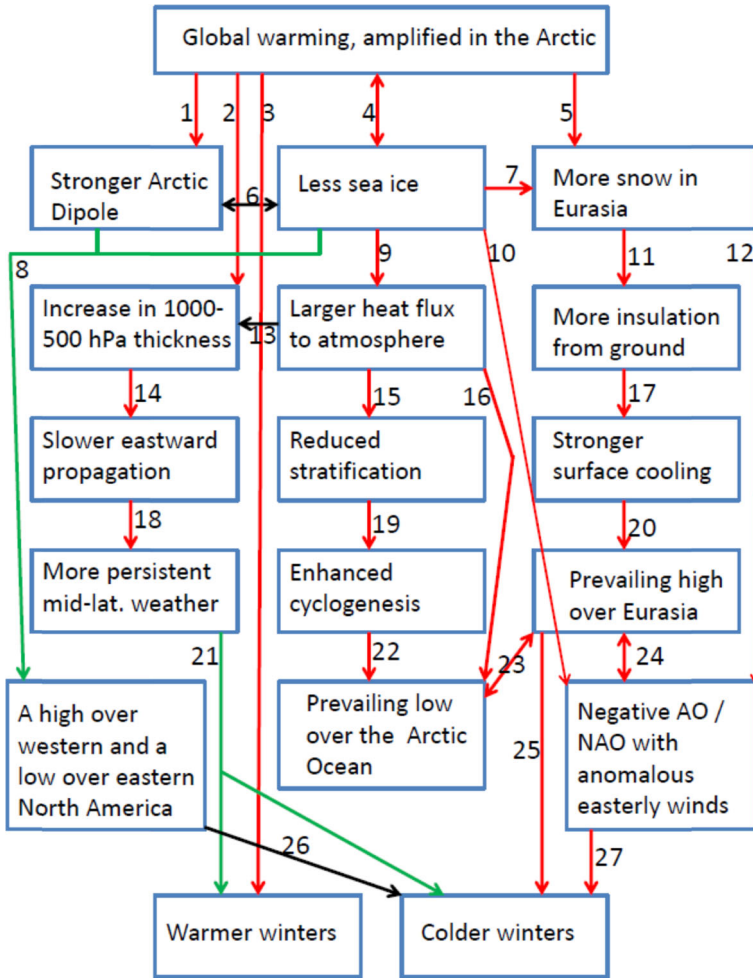 Global warming, amplified in the Arctic
1
2
3
4
5
Stronger Arctic
Dipole
6
Less sea ice
7
More snow in
Eurasia
8
9
10
11
12
Increase in 1000-
500 hPa thickness
13
Larger heat flux
to atmosphere
More insulation
from ground
14
15
16
17
Slower eastward
propagation
Reduced
stratification
Stronger
surface cooling
18
19
20
More persistent
mid-lat. weather
Enhanced
cyclogenesis
Prevailing high
over Eurasia
21
22
23
24
A high over
western and a
low over eastern
North America
Prevailing low
over the Arctic
Ocean
25
Negative AO /
NAO with
anomalous
easterly winds
26
27
Warmer winters
Colder winters